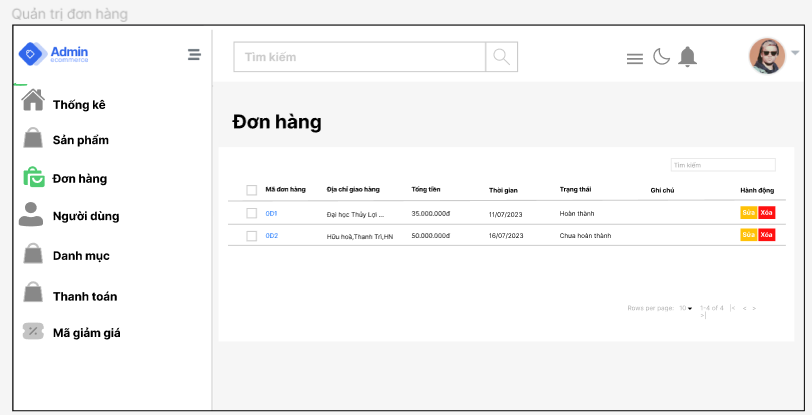 Quản trị đơn hàng
Admin
ecommerce
Tìm kiếm
Thống kê
Sản phẩm
Đơn hàng
Người dùng
Danh mục
Thanh toán
Mã giảm giá
Đơn hàng
Tìm kiếm
Mã đơn hàng Địa chỉ giao hàng Tổng tiền Thời gian Trạng thái Ghi chú Hành động
OD1 Đại học Thủy Lợi ... 35.000.000đ 11/07/2023 Hoàn thành Sửa Xóa
OD2 Hữu hoà,Thanh Trì,HN 50.000.000đ 16/07/2023 Chưa hoàn thành Sửa Xóa
Rows per page: 10 1-4 of 4 |< < >
>|